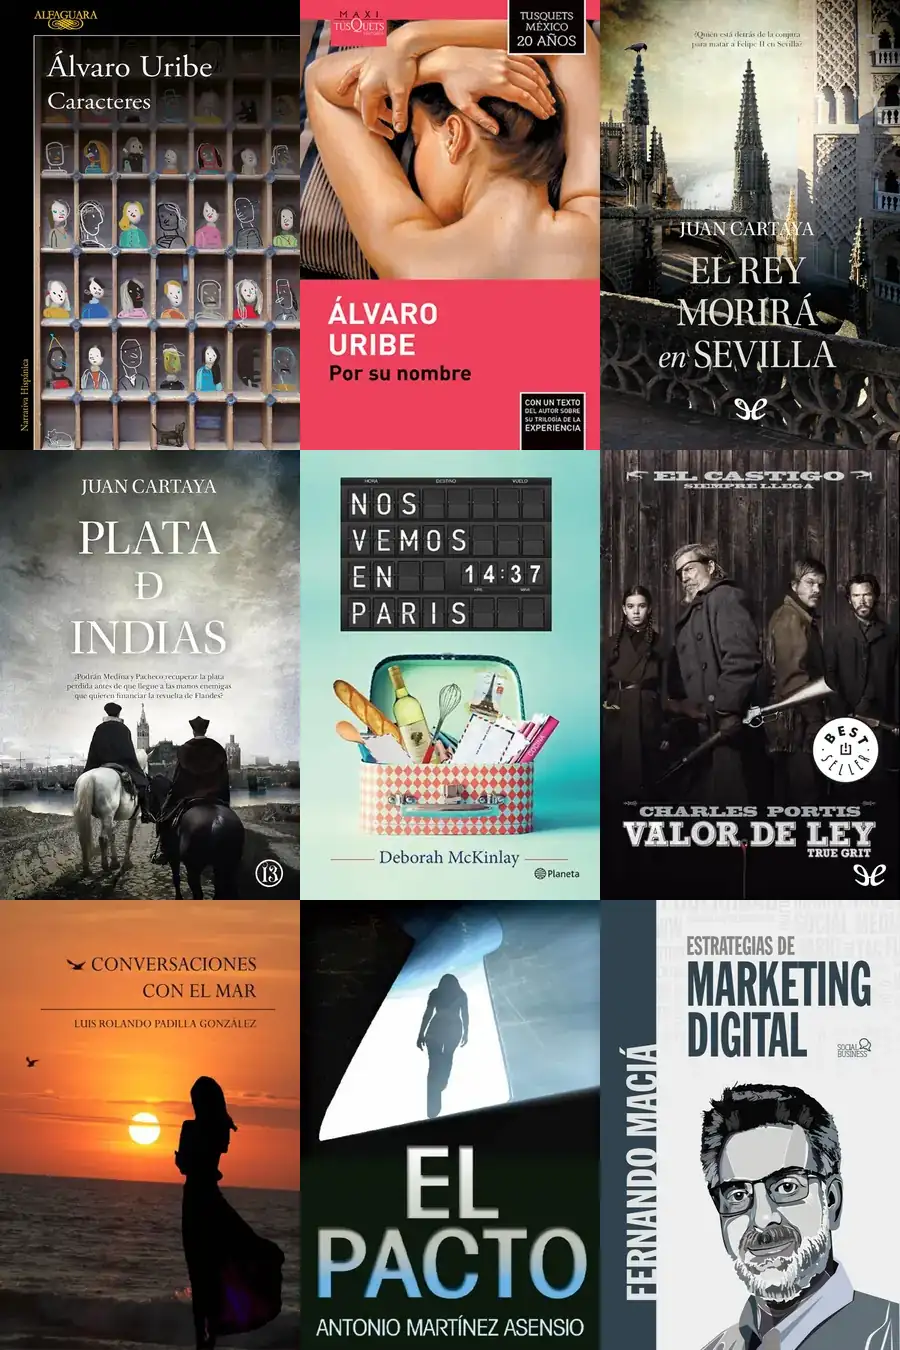 ALFAGUARA
Álvaro Uribe
Caracteres
Narrativa Hispánica
MAXI
TUSQUETS
TUSQUETS
MÉXICO
20 AÑOS
ÁLVARO
URIBE
Por su nombre
CON UN TEXTO
DEL AUTOR SOBRE
SU TRILOGÍA DE LA
EXPERIENCIA
¿Quién está detrás de la conjura
para matar a Felipe II en Sevilla?
JUAN CARTAYA
EL REY
MORIRÁ
en SEVILLA
JUAN CARTAYA
PLATA
Đ
INDIAS
¿Podrán Medina y Pacheco recuperar la plata
perdida antes de que llegue a las manos enemigas
que quieren financiar la revuelta de Flandes?
13
HORA DESTINO VUELO
NOS
VEMOS
EN 14:37
PARIS
Deborah McKinlay
Planeta
EL CASTIGO
SIEMPRE LLEGA
BEST
SELLER
CHARLES PORTIS
VALOR DE LEY
TRUE GRIT
CONVERSACIONES
CON EL MAR
LUIS ROLANDO PADILLA GONZÁLEZ
EL
PACTO
ANTONIO MARTÍNEZ ASENSIO
ESTRATEGIAS DE
MARKETING
DIGITAL
SOCIAL
BUSINESS
FERNANDO MACIÁ